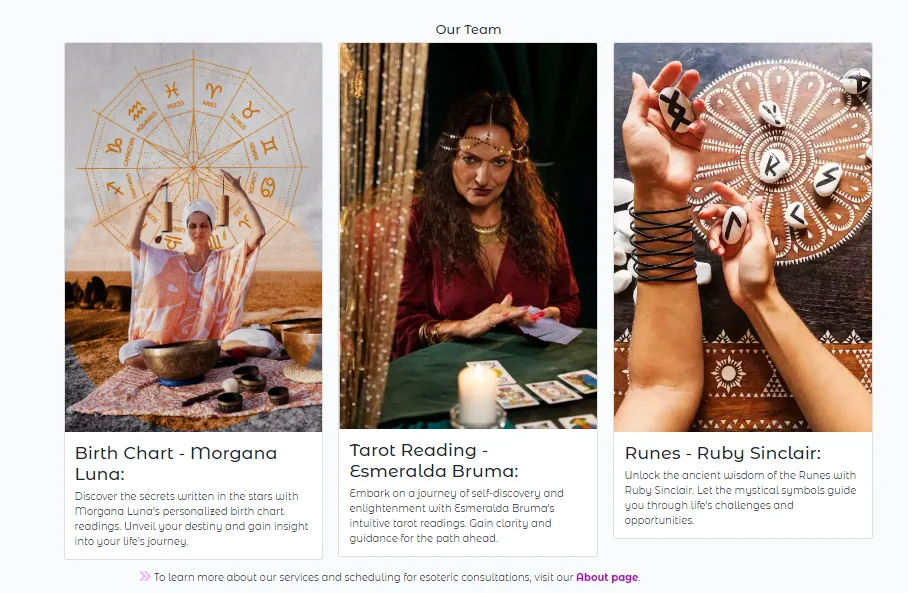 Our Team
PISCES
ARIES
AQUARIUS
TAURUS
CAPRICORN
Birth Chart - Morgana
Luna:
Discover the secrets written in the stars with
Morgana Luna's personalized birth chart
readings. Unveil your destiny and gain insight
into your life's journey.
Tarot Reading -
Esmeralda Bruma:
Embark on a journey of self-discovery and
enlightenment with Esmeralda Bruma's
intuitive tarot readings. Gain clarity and
guidance for the path ahead.
Runes - Ruby Sinclair:
Unlock the ancient wisdom of the Runes with
Ruby Sinclair. Let the mystical symbols guide
you through life's challenges and
opportunities.
To learn more about our services and scheduling for esoteric consultations, visit our About page.